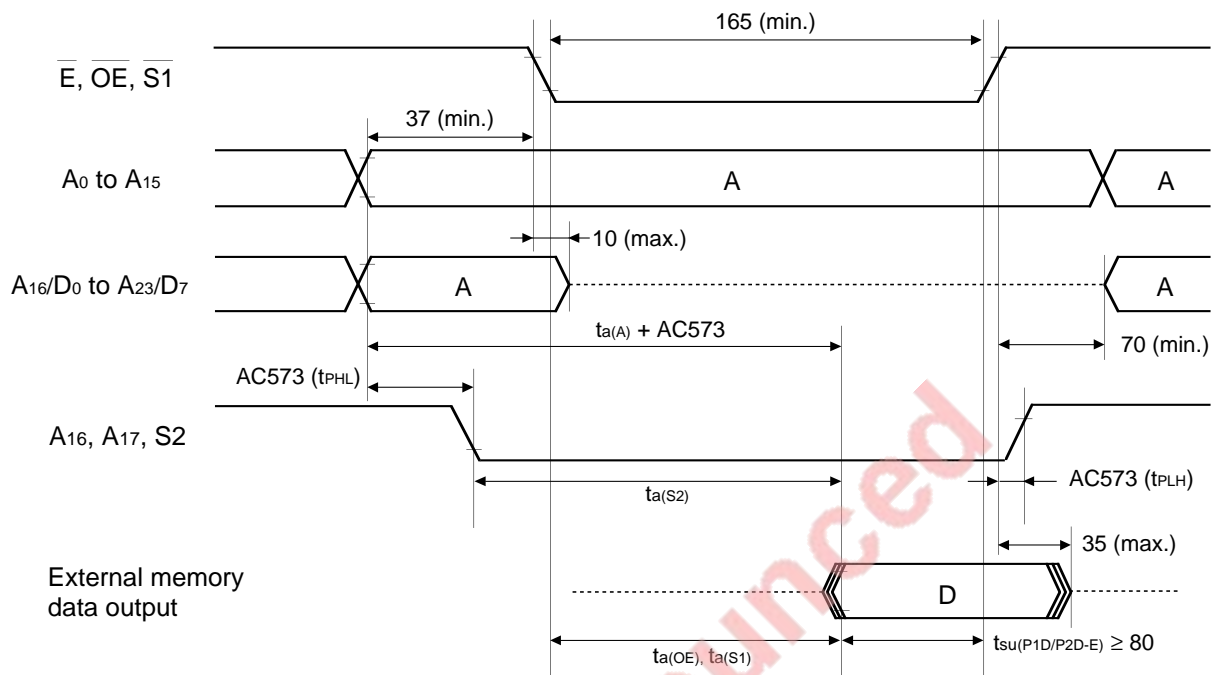 165 (min.)
E, OE, S1
37 (min.)
A0 to A15
A
A
10 (max.)
A16/D0 to A23/D7
A
A
ta(A) + AC573
70 (min.)
AC573 (tPHL)
A16, A17, S2
AC573 (tPLH)
ta(S2)
35 (max.)
External memory
data output
D
ta(OE), ta(S1)
tsu(P1D/P2D-E) ≥ 80